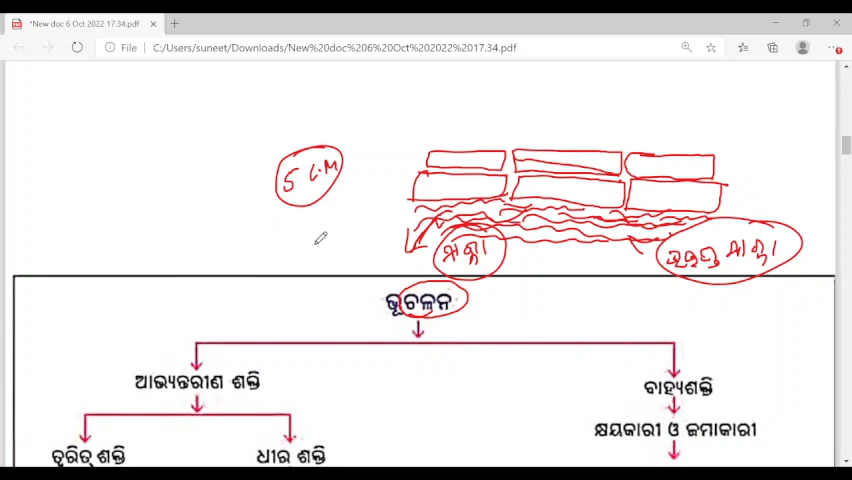 *New doc 6 Oct 2022 17.34.pdf
File C:/Users/suneet/Downloads/New%20doc%206%20Oct%202022%2017.34.pdf
5 C.M
ଭୂଚଳନ
ଆଭ୍ୟନ୍ତରୀଣ ଶକ୍ତି
ବାହ୍ୟଶକ୍ତି
କ୍ଷୟକାରୀ ଓ ଜମାକାରୀ
ତ୍ୱରିତ୍ ଶକ୍ତି ଧୀର ଶକ୍ତି